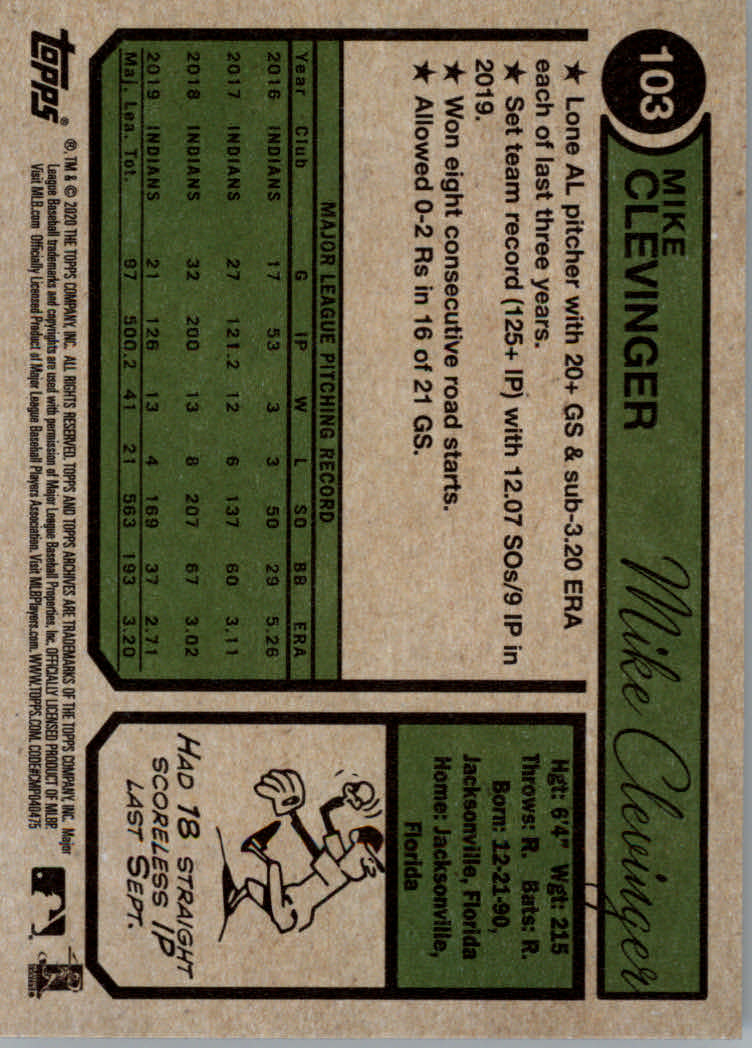 103
MIKE
CLEVINGER
Mike Clevinger
★ Lone AL pitcher with 20+ GS & sub-3.20 ERA
each of last three years.
★ Set team record (125+ IP) with 12.07 SOs/9 IP in
2019.
★ Won eight consecutive road starts.
★ Allowed 0-2 Rs in 16 of 21 GS.
MAJOR LEAGUE PITCHING RECORD
Year Club G IP W L SO BB ERA
2016 INDIANS 17 53 3 3 50 29 5.26
2017 INDIANS 27 121.2 12 6 137 60 3.11
2018 INDIANS 32 200 13 8 207 67 3.02
2019 INDIANS 21 126 13 4 169 37 2.71
Maj. Lea. Tot. 97 500.2 41 21 563 193 3.20
Hgt: 6'4" Wgt: 215
Throws: R. Bats: R.
Born: 12-21-90,
Jacksonville, Florida
Home: Jacksonville,
Florida
HAD 18 STRAIGHT
SCORELESS IP
LAST SEPT.
topps®
®, TM & © 2020 THE TOPPS COMPANY, INC. ALL RIGHTS RESERVED. TOPPS AND TOPPS ARCHIVES ARE TRADEMARKS OF THE TOPPS COMPANY, INC. Major
League Baseball trademarks and copyrights are used with permission of Major League Baseball Properties, Inc. OFFICIALLY LICENSED PRODUCT OF MLBP.
Visit MLB.com Officially Licensed Product of Major League Baseball Players Association. Visit MLBPlayers.com. WWW.TOPPS.COM. CODE#CMP040475